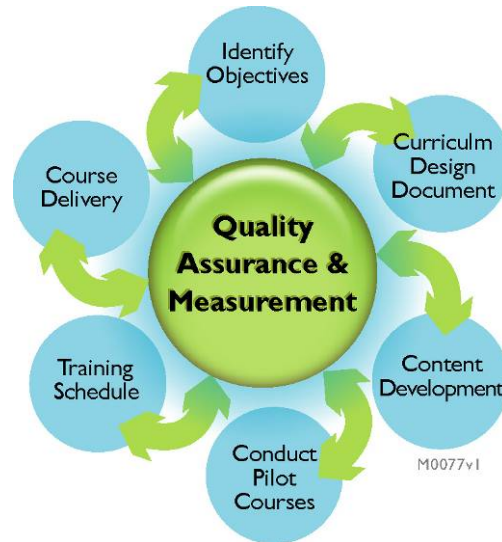 Identify
Objectives
Curriculm
Design
Document
Content
Development
Conduct
Pilot
Courses
Training
Schedule
Course
Delivery
Quality
Assurance &
Measurement
M0077v1